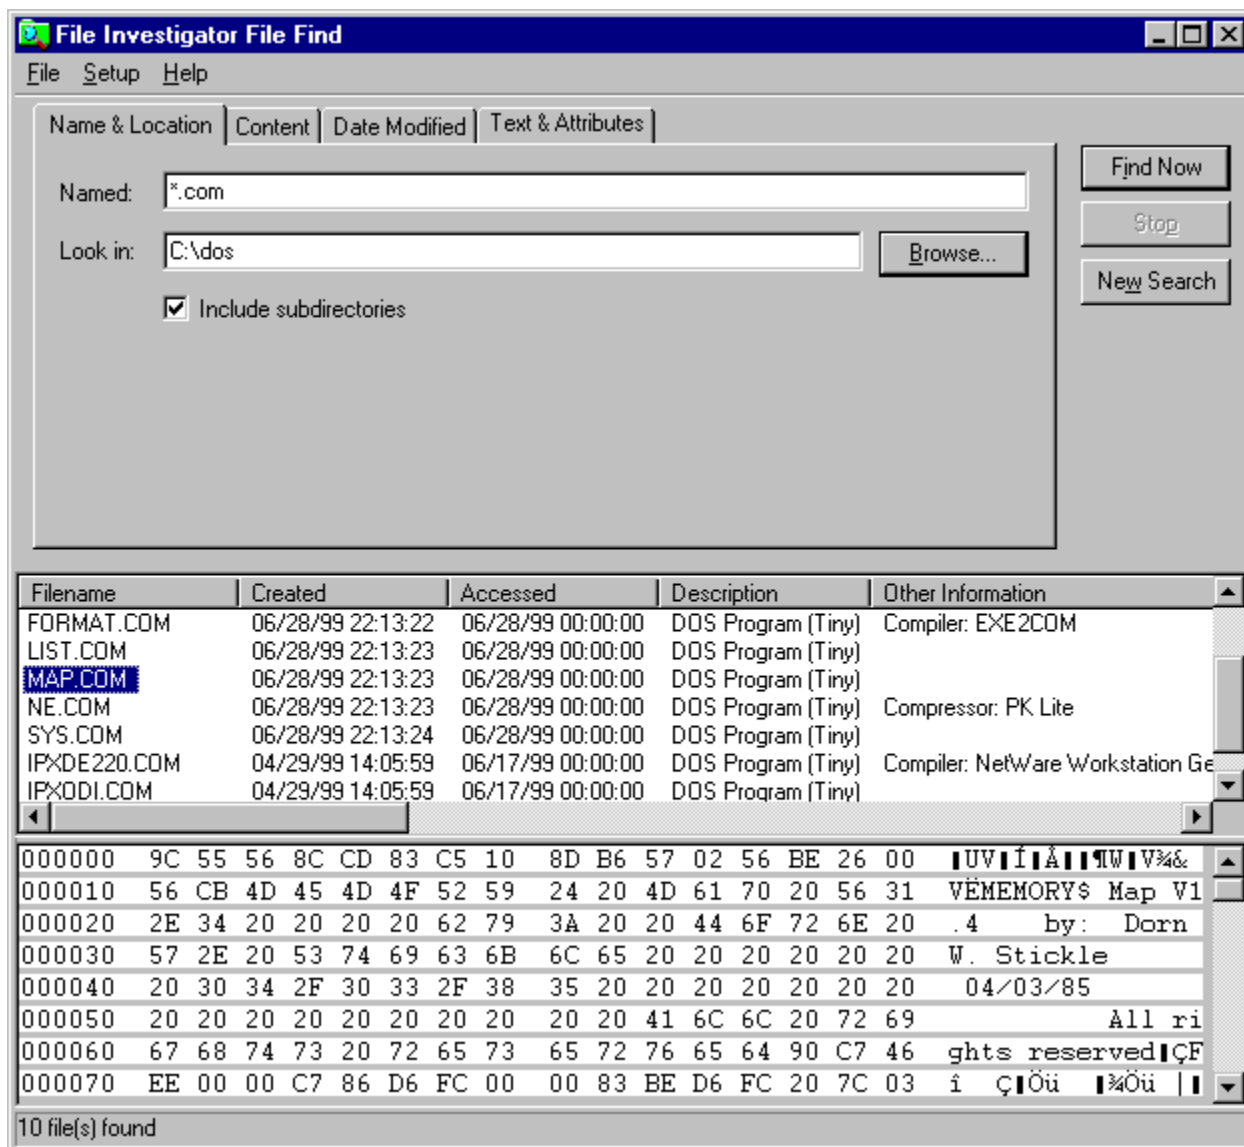 File Investigator File Find
File Setup Help
Name & Location Content Date Modified Text & Attributes
Named: *.com
Look in: C:\dos Browse...
Include subdirectories
Find Now
Stop
New Search
Filename Created Accessed Description Other Information
FORMAT.COM 06/28/99 22:13:22 06/28/99 00:00:00 DOS Program (Tiny) Compiler: EXE2COM
LIST.COM 06/28/99 22:13:23 06/28/99 00:00:00 DOS Program (Tiny)
MAP.COM 06/28/99 22:13:23 06/28/99 00:00:00 DOS Program (Tiny)
NE.COM 06/28/99 22:13:23 06/28/99 00:00:00 DOS Program (Tiny) Compressor: PK Lite
SYS.COM 06/28/99 22:13:24 06/28/99 00:00:00 DOS Program (Tiny)
IPXDE220.COM 04/29/99 14:05:59 06/17/99 00:00:00 DOS Program (Tiny) Compiler: NetWare Workstation Ge
IPXODI.COM 04/29/99 14:05:59 06/17/99 00:00:00 DOS Program (Tiny)
000000 9C 55 56 8C CD 83 C5 10 8D B6 57 02 56 BE 26 00 ▮UV▮Í▮Å▮▮¶W▮V¾&
000010 56 CB 4D 45 4D 4F 52 59 24 20 4D 61 70 20 56 31 VËMEMORY$ Map V1
000020 2E 34 20 20 20 20 62 79 3A 20 20 44 6F 72 6E 20 .4 by: Dorn
000030 57 2E 20 53 74 69 63 6B 6C 65 20 20 20 20 20 20 W. Stickle
000040 20 30 34 2F 30 33 2F 38 35 20 20 20 20 20 20 20 04/03/85
000050 20 20 20 20 20 20 20 20 20 20 41 6C 6C 20 72 69 All ri
000060 67 68 74 73 20 72 65 73 65 72 76 65 64 90 C7 46 ghts reserved▮ÇF
000070 EE 00 00 C7 86 D6 FC 00 00 83 BE D6 FC 20 7C 03 î Ç▮Öü ▮¾Öü |▮
10 file(s) found